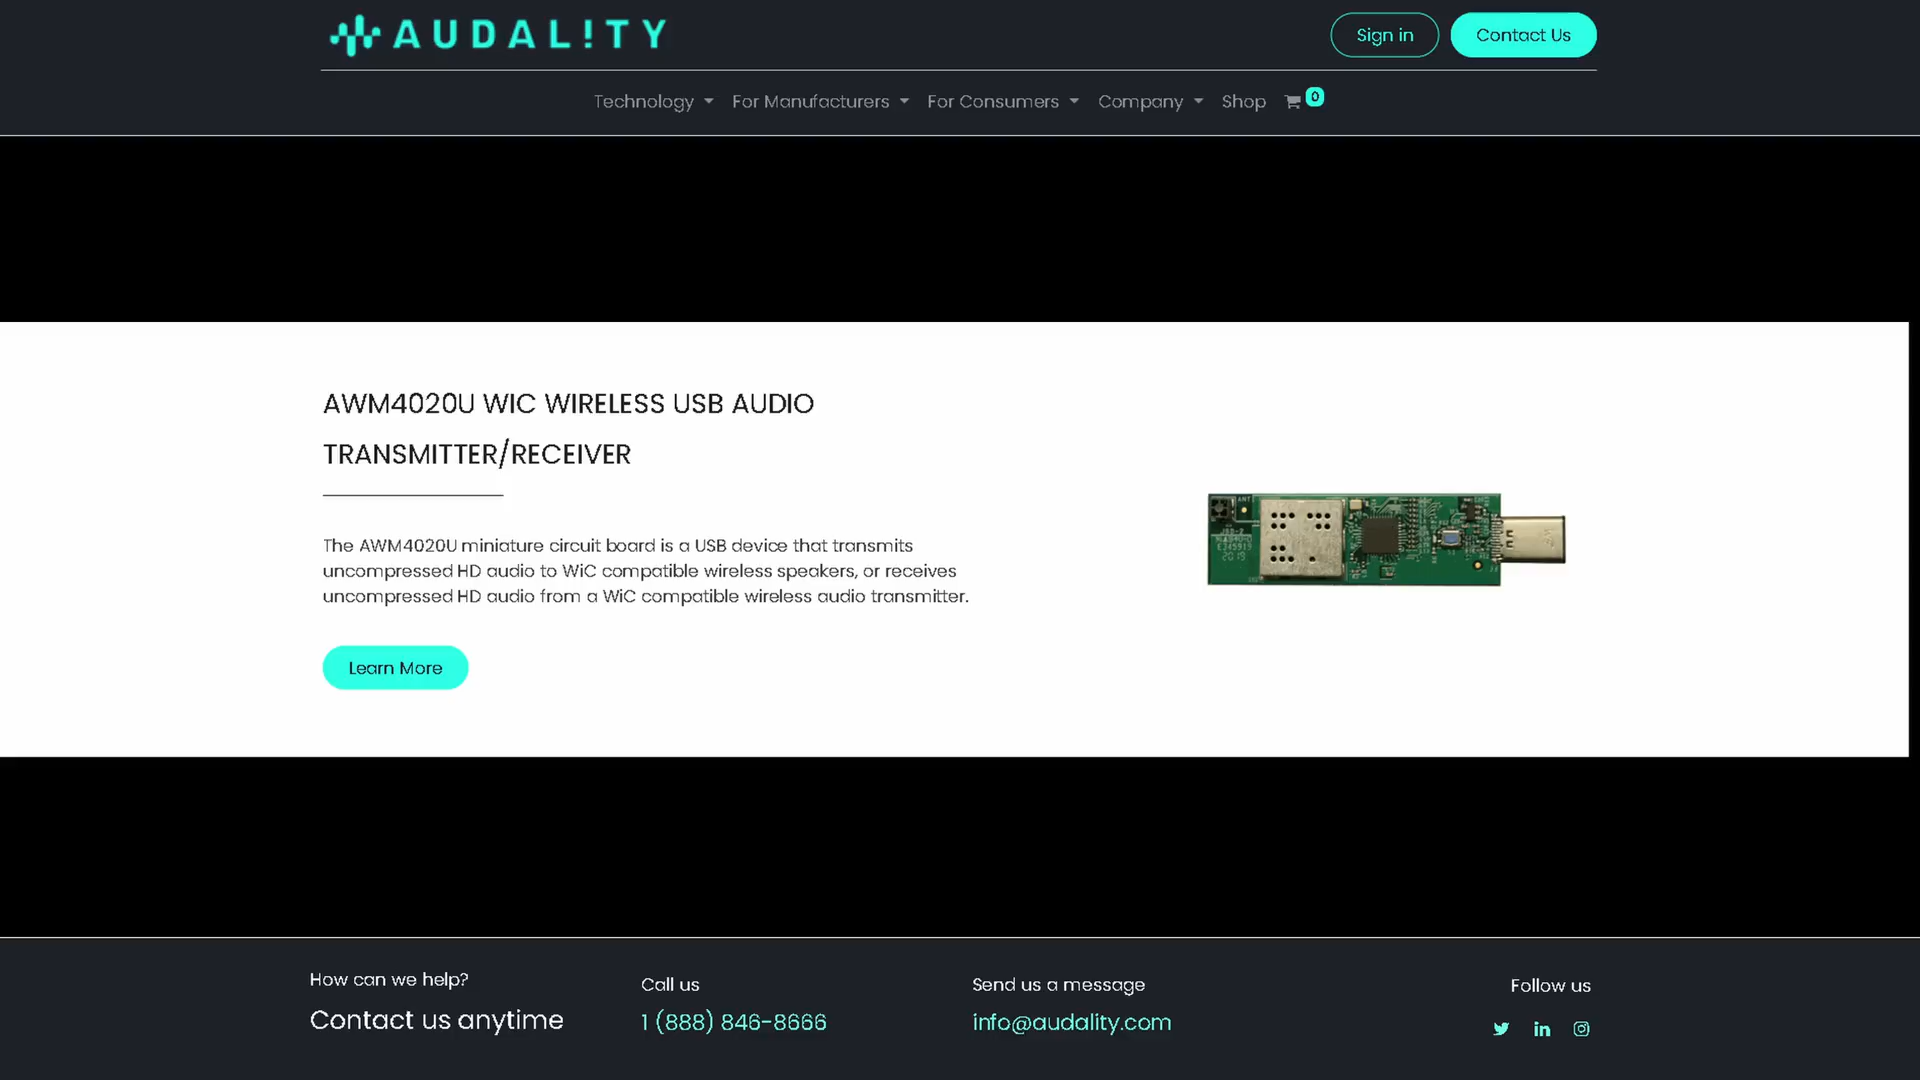 AUDAL!TY
Sign in
Contact Us
Technology
For Manufacturers
For Consumers
Company
Shop
0
AWM4020U WIC WIRELESS USB AUDIO
TRANSMITTER/RECEIVER
The AWM4020U miniature circuit board is a USB device that transmits
uncompressed HD audio to WiC compatible wireless speakers, or receives
uncompressed HD audio from a WiC compatible wireless audio transmitter.
ANT
Learn More
How can we help?
Contact us anytime
Call us
1 (888) 846-8666
Send us a message
info@audality.com
Follow us